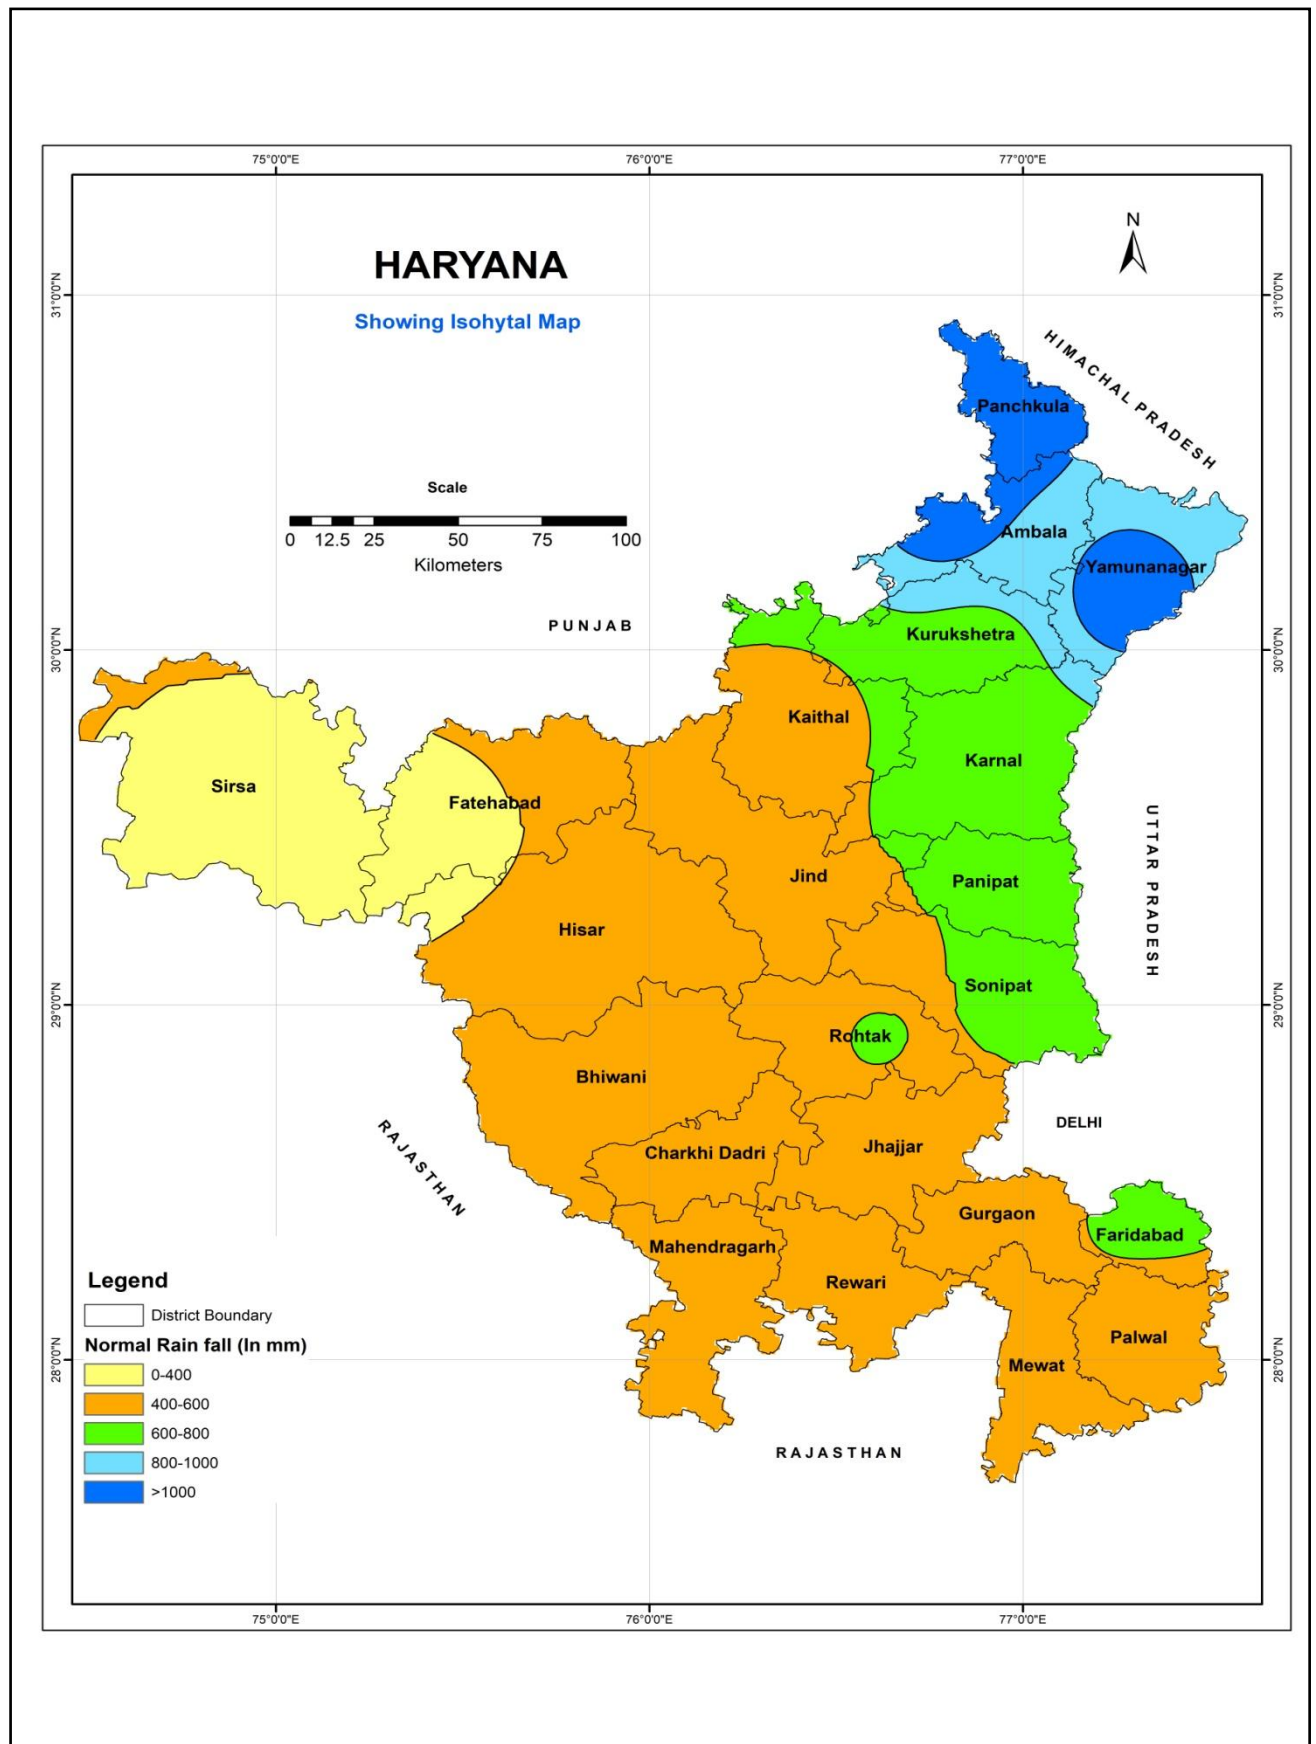 75°0'0"E
76°0'0"E
77°0'0"E
N
HARYANA
Showing Isohytal Map
31°0'0"N
31°0'0"N
HIMACHAL PRADESH
Panchkula
Scale
0 12.5 25 50 75 100
Kilometers
Ambala
Yamunanagar
PUNJAB
Kurukshetra
30°0'0"N
30°0'0"N
Kaithal
Karnal
Sirsa
Fatehabad
UTTAR PRADESH
Jind
Panipat
Hisar
Sonipat
29°0'0"N
29°0'0"N
Rohtak
Bhiwani
DELHI
RAJASTHAN
Charkhi Dadri
Jhajjar
Gurgaon
Faridabad
Mahendragarh
Rewari
Palwal
Mewat
28°0'0"N
28°0'0"N
RAJASTHAN
Legend
District Boundary
Normal Rain fall (In mm)
0-400
400-600
600-800
800-1000
>1000
75°0'0"E
76°0'0"E
77°0'0"E